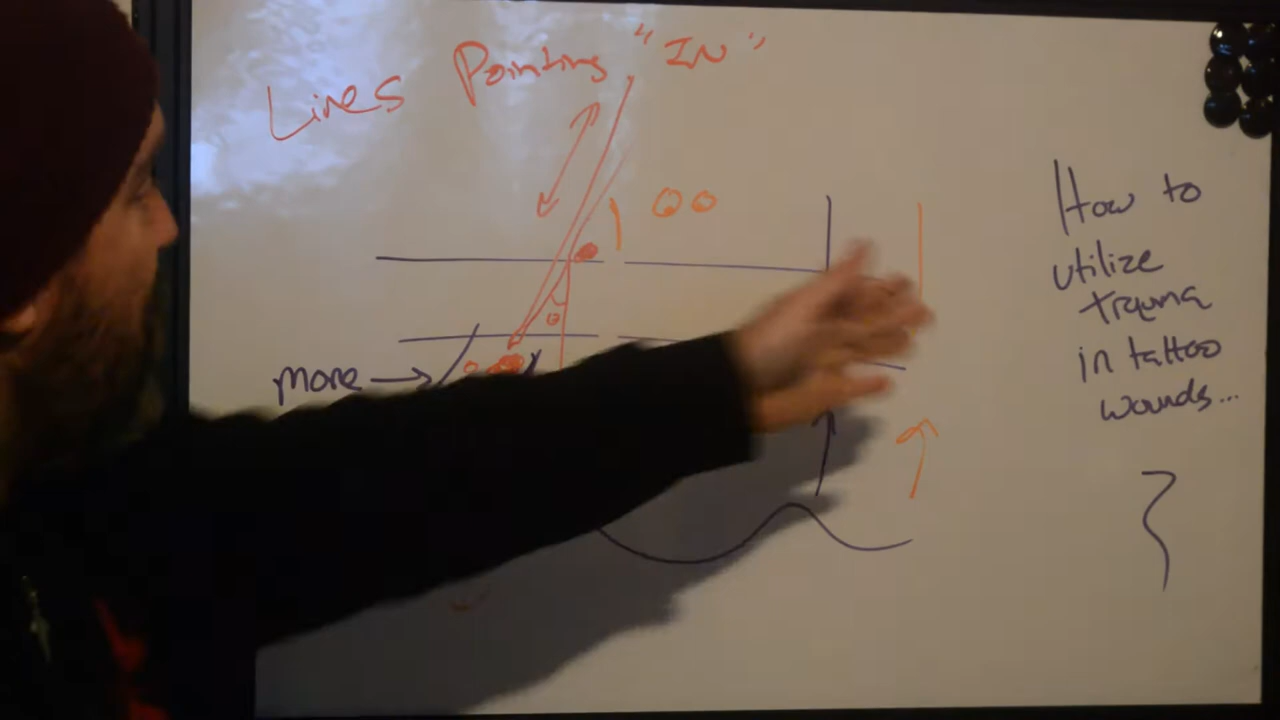 Lines Pointing "IN"
θ
more
How to
utilize
trauma
in tattoo
wounds...